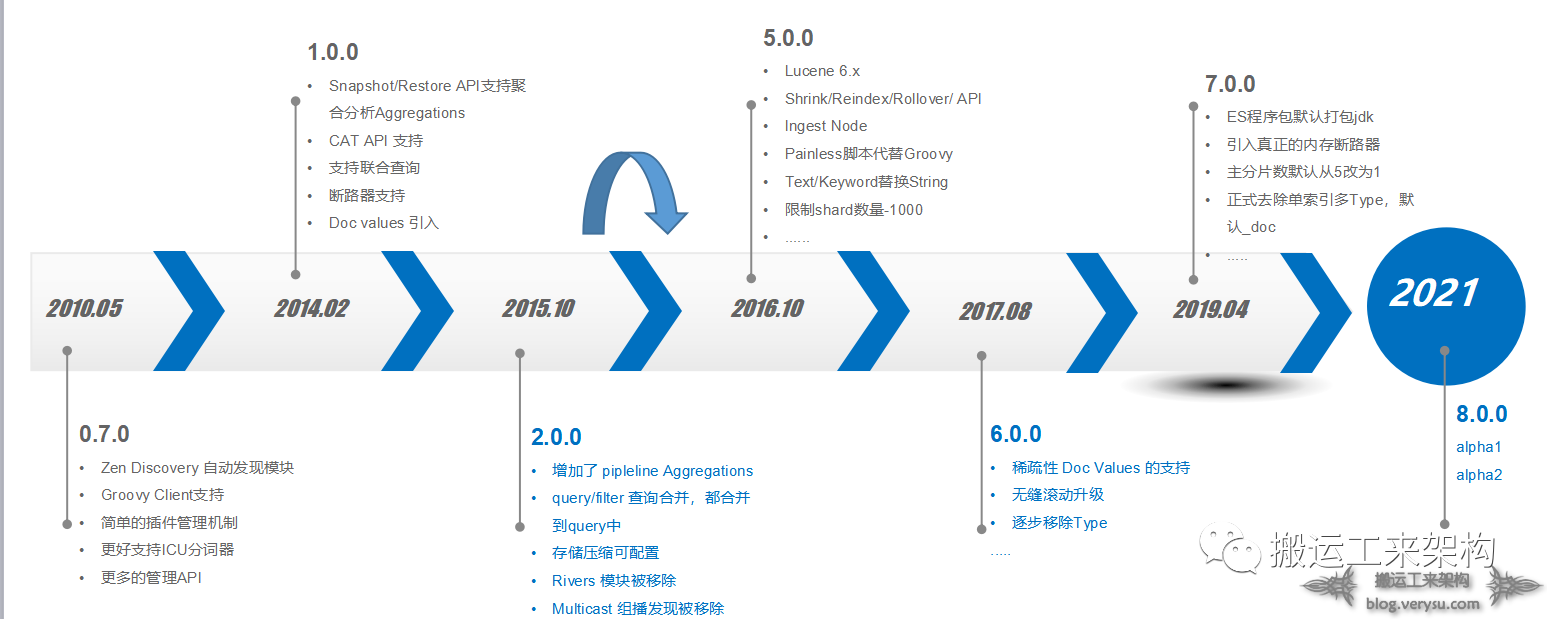 1.0.0
• Snapshot/Restore API支持聚
合分析Aggregations
• CAT API 支持
• 支持联合查询
• 断路器支持
• Doc values 引入
5.0.0
• Lucene 6.x
• Shrink/Reindex/Rollover/ API
• Ingest Node
• Painless脚本代替Groovy
• Text/Keyword替换String
• 限制shard数量-1000
• ......
7.0.0
• ES程序包默认打包jdk
• 引入真正的内存断路器
• 主分片数默认从5改为1
• 正式去除单索引多Type，默
认_doc
• .....
2010.05
2014.02
2015.10
2016.10
2017.08
2019.04
2021
0.7.0
• Zen Discovery 自动发现模块
• Groovy Client支持
• 简单的插件管理机制
• 更好支持ICU分词器
• 更多的管理API
2.0.0
• 增加了 pipleline Aggregations
• query/filter 查询合并，都合并
到query中
• 存储压缩可配置
• Rivers 模块被移除
• Multicast 组播发现被移除
6.0.0
• 稀疏性 Doc Values 的支持
• 无缝滚动升级
• 逐步移除Type
.....
8.0.0
alpha1
alpha2
搬运工来架构
搬运工来架构
blog.verysu.com